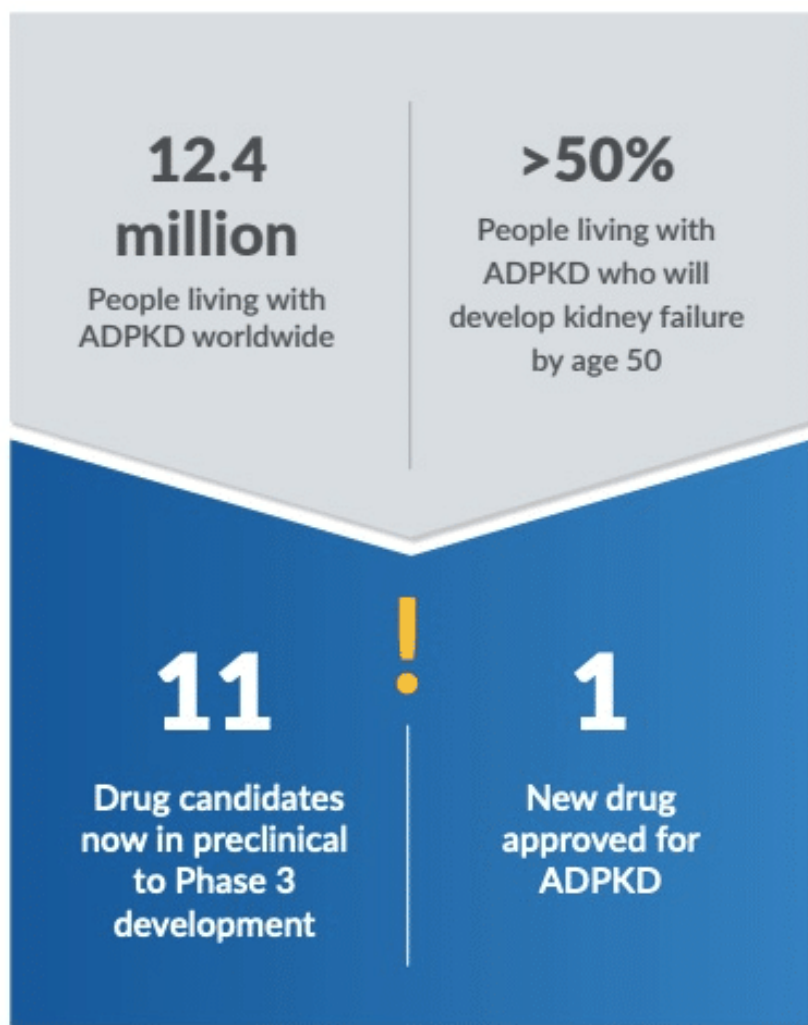 12.4
million
People living with
ADPKD worldwide
>50%
People living with
ADPKD who will
develop kidney failure
by age 50
!
11
Drug candidates
now in preclinical
to Phase 3
development
1
New drug
approved for
ADPKD